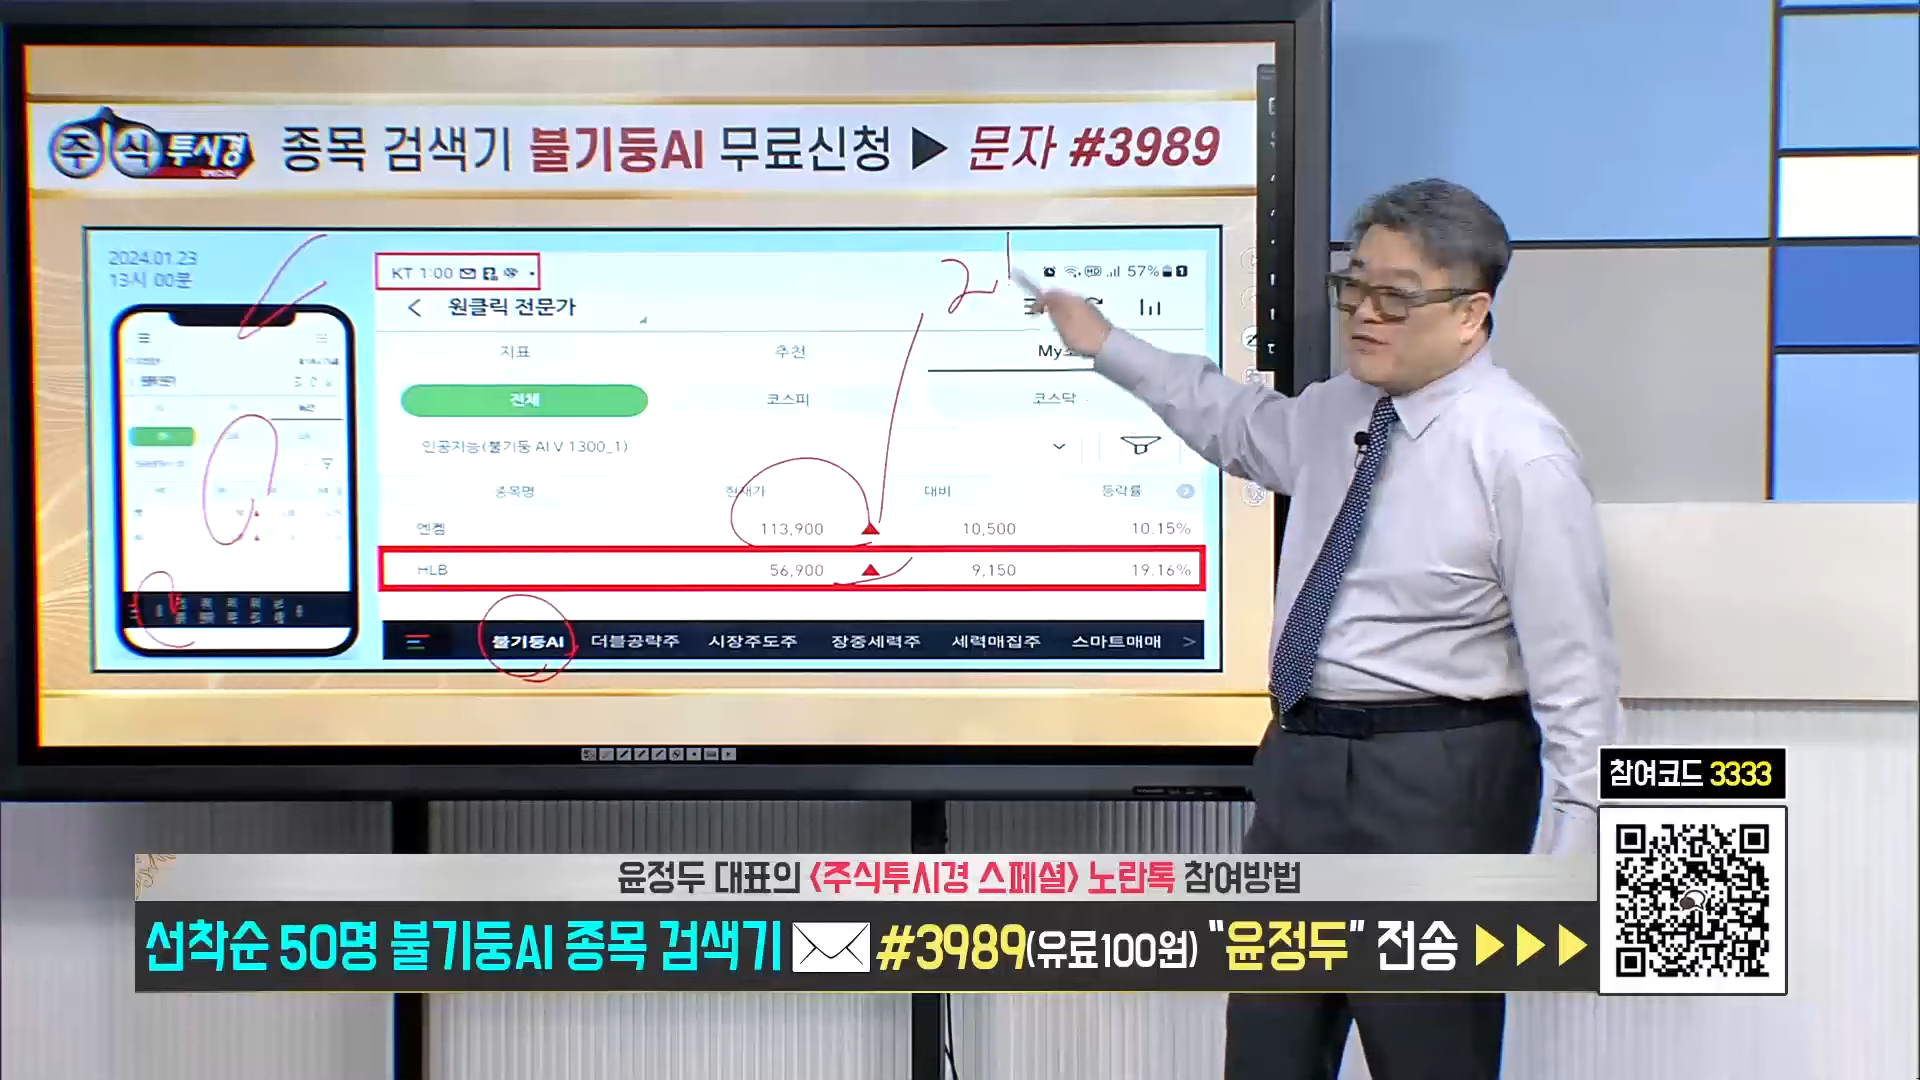 주식투시경
SPECIAL
종목 검색기 불기둥AI 무료신청 ▶ 문자 #3989
2024.01.23
13시 00분
KT 1:00
57%
원클릭 전문가
지표
추천
전체
코스피
코스닥
인공지능(불기둥 AI V 1300_1)
종목명
현재가
대비
등락률
엔켐
113,900
▲
10,500
10.15%
HLB
56,900
▲
9,150
19.16%
불기둥AI
더블공략주
시장주도주
장중세력주
세력매집주
스마트매매
>
참여코드 3333
윤정두 대표의 <주식투시경 스페셜> 노란톡 참여방법
선착순 50명 불기둥AI 종목 검색기 #3989(유료100원) "윤정두" 전송 ▶▶▶